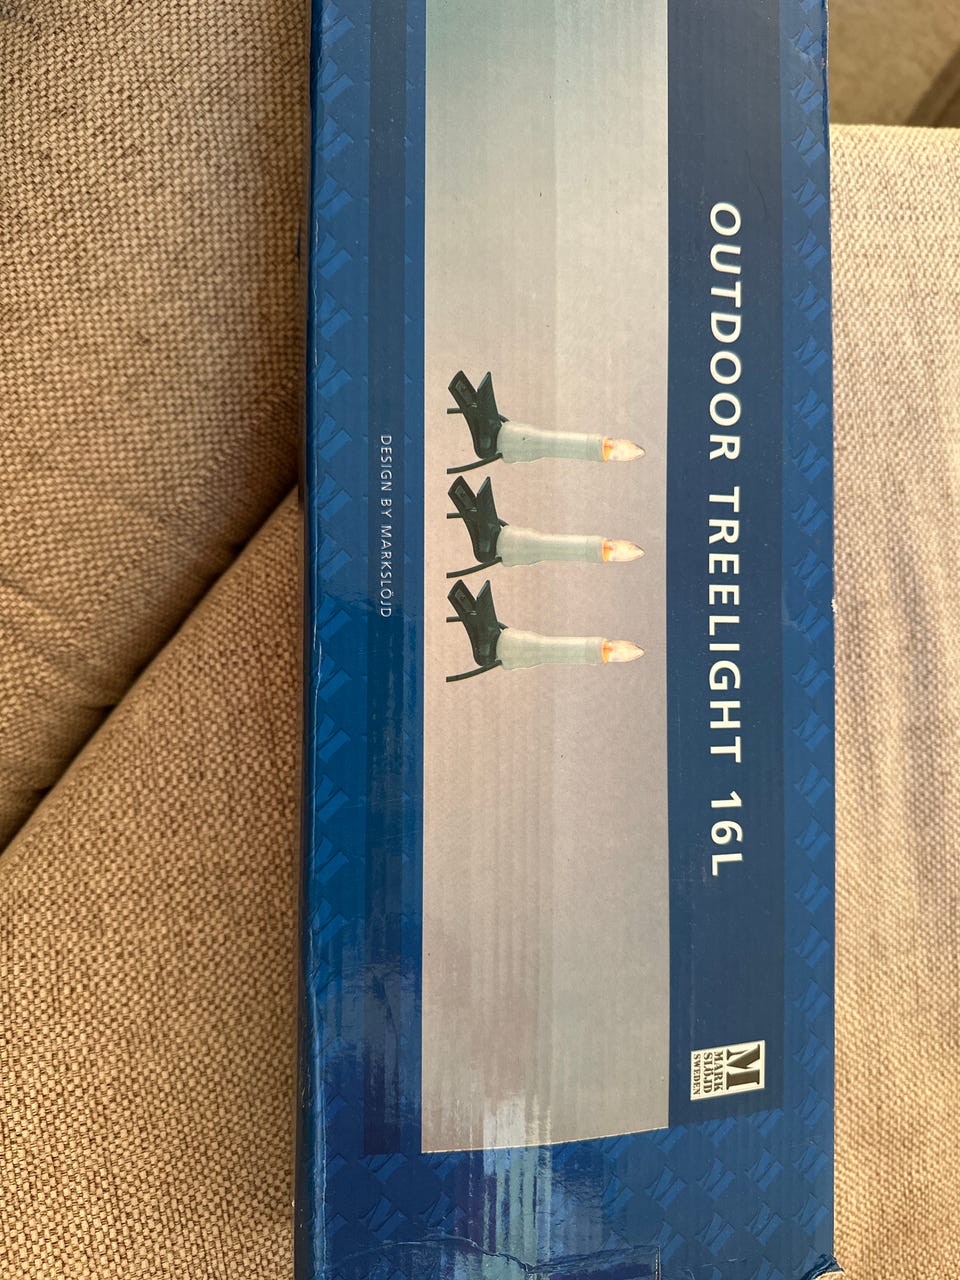 OUTDOOR TREELIGHT 16L
M
MARK
SLÖJD
SWEDEN
DESIGN BY MARKSLÖJD